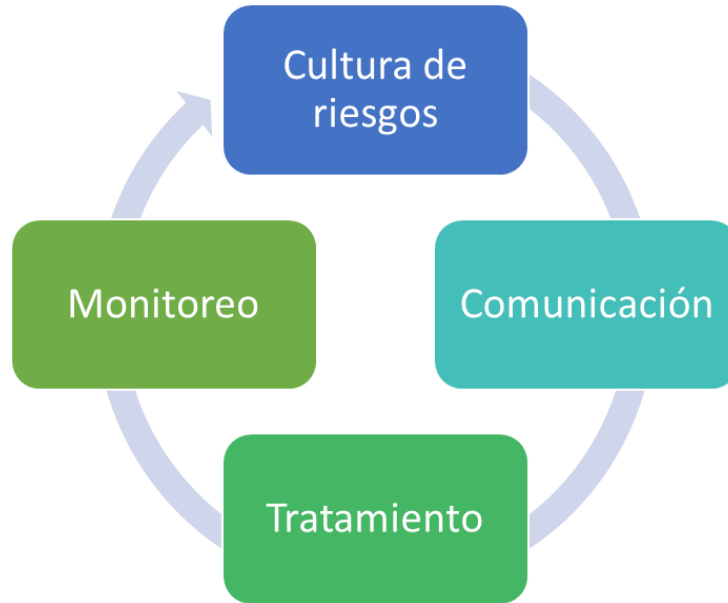 Cultura de
riesgos
Monitoreo
Comunicación
Tratamiento